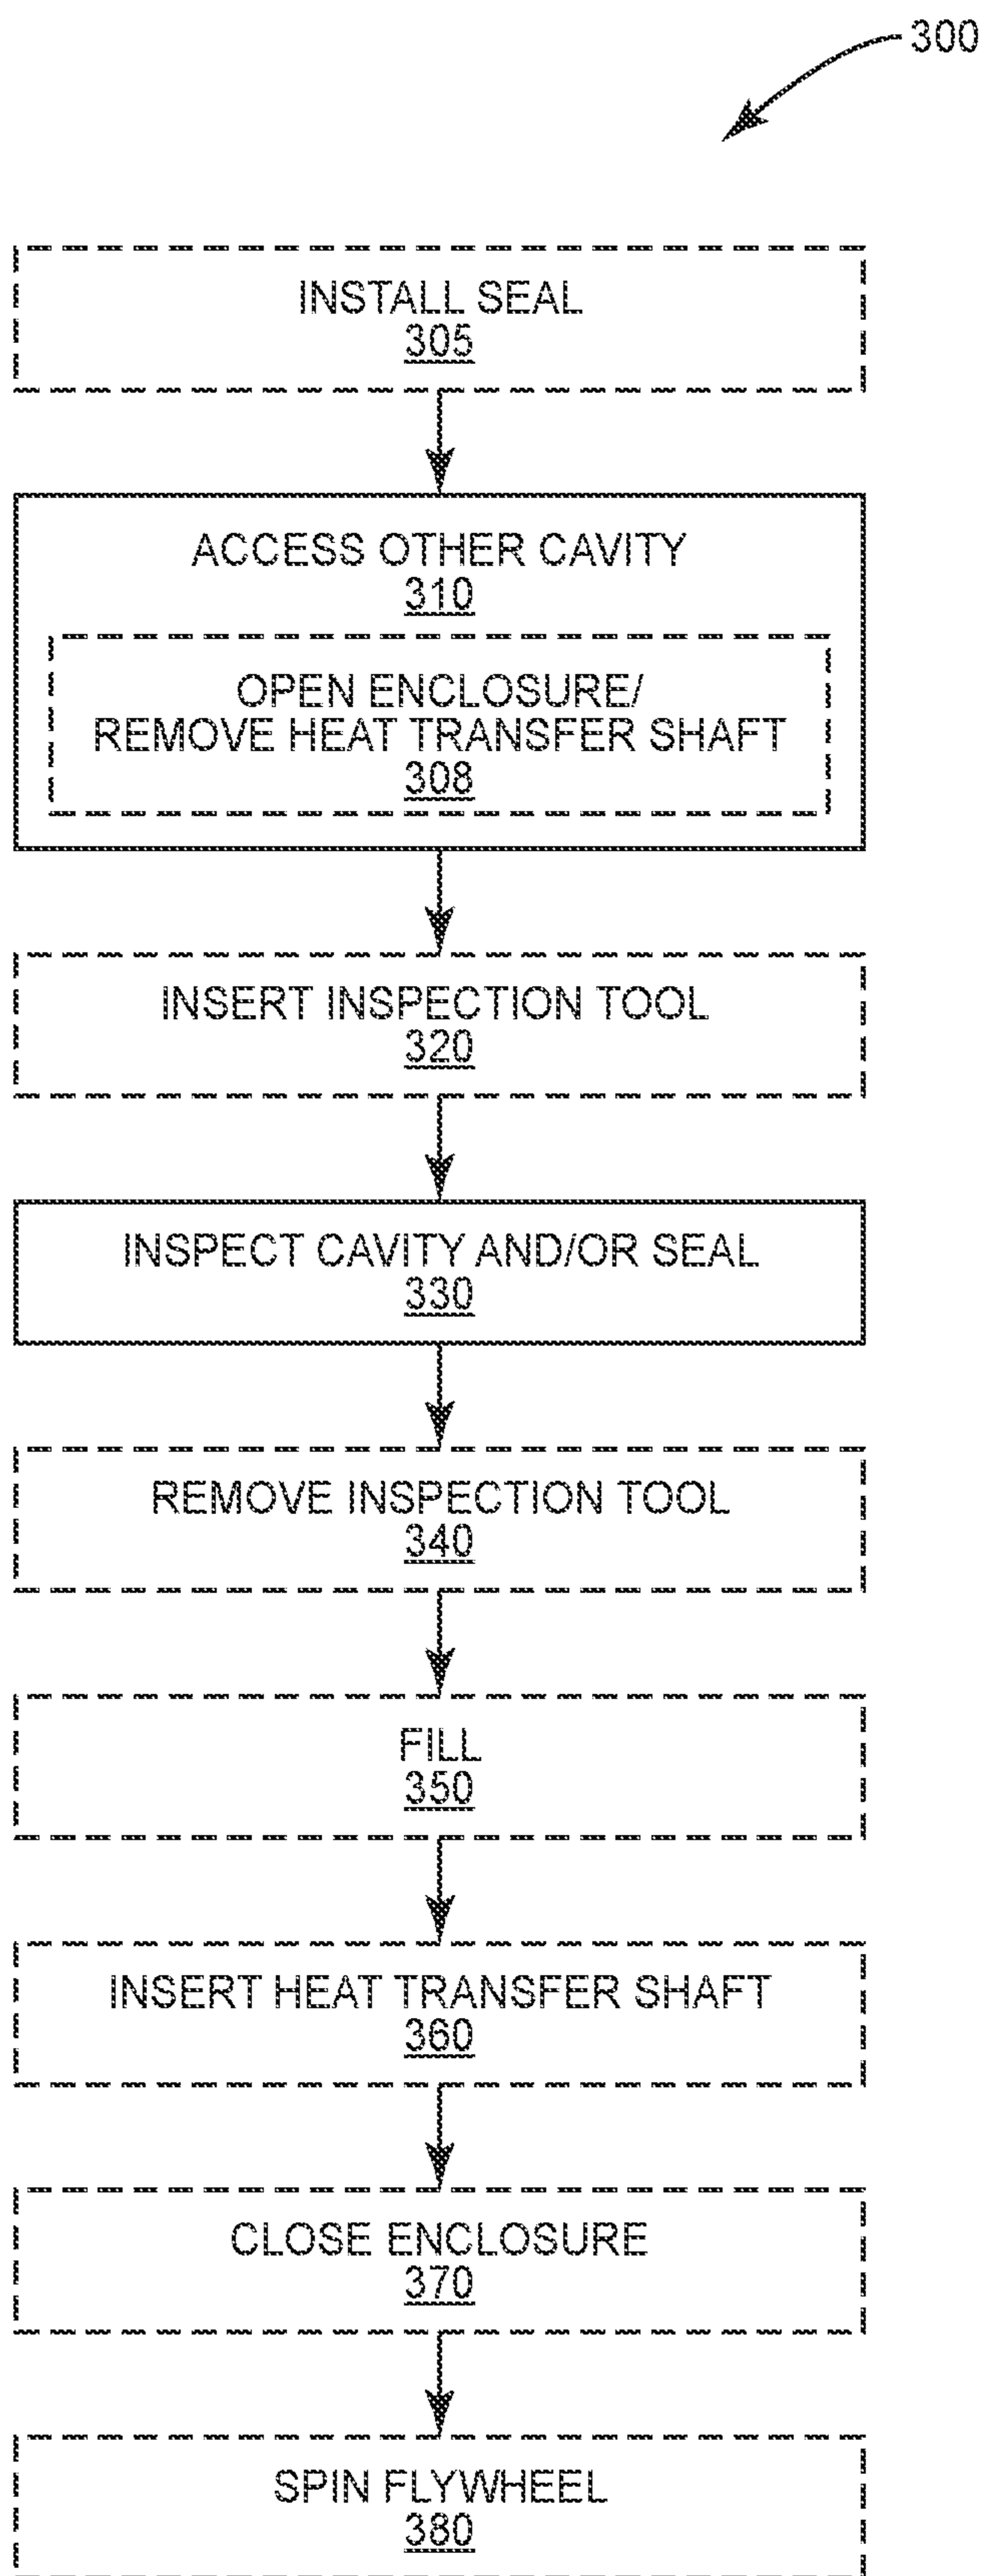 300
INSTALL SEAL
305
ACCESS OTHER CAVITY
310
OPEN ENCLOSURE/
REMOVE HEAT TRANSFER SHAFT
308
INSERT INSPECTION TOOL
320
INSPECT CAVITY AND/OR SEAL
330
REMOVE INSPECTION TOOL
340
FILL
350
INSERT HEAT TRANSFER SHAFT
360
CLOSE ENCLOSURE
370
SPIN FLYWHEEL
380